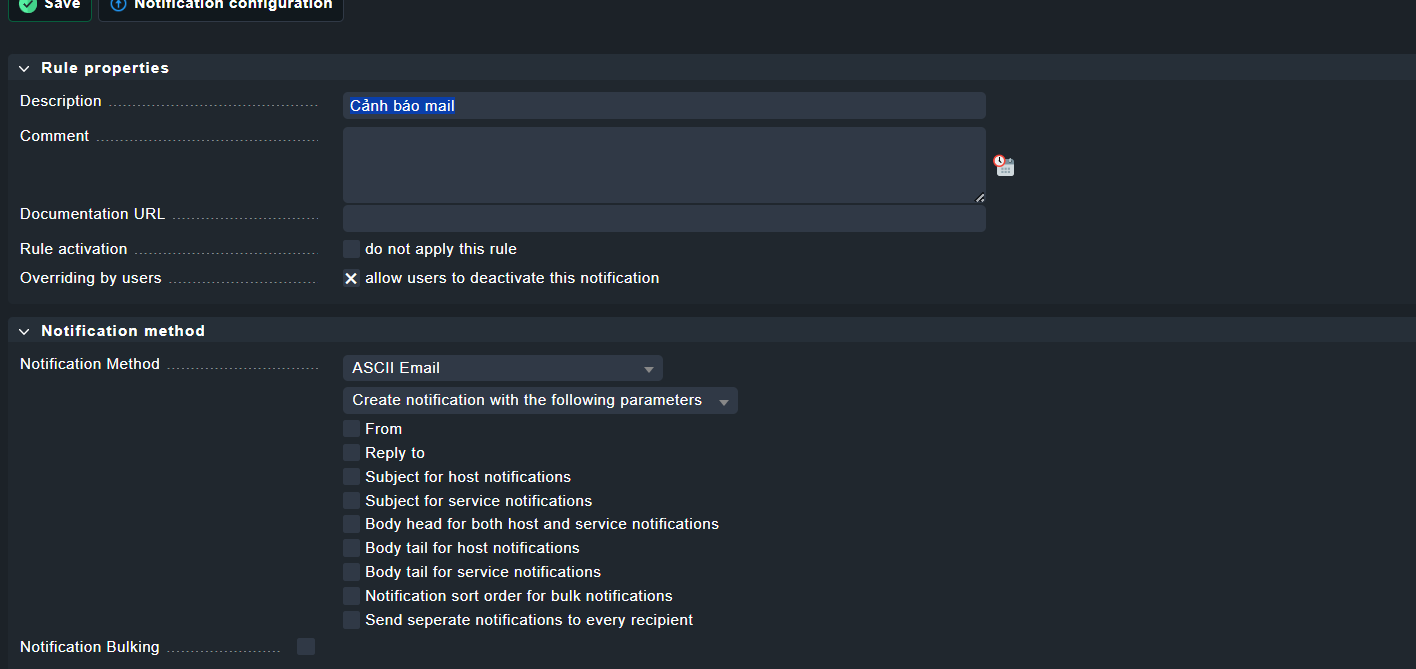 Save
Notification configuration
Rule properties
Description
Cảnh báo mail
Comment
Documentation URL
Rule activation
do not apply this rule
Overriding by users
allow users to deactivate this notification
Notification method
Notification Method
ASCII Email
Create notification with the following parameters
From
Reply to
Subject for host notifications
Subject for service notifications
Body head for both host and service notifications
Body tail for host notifications
Body tail for service notifications
Notification sort order for bulk notifications
Send seperate notifications to every recipient
Notification Bulking